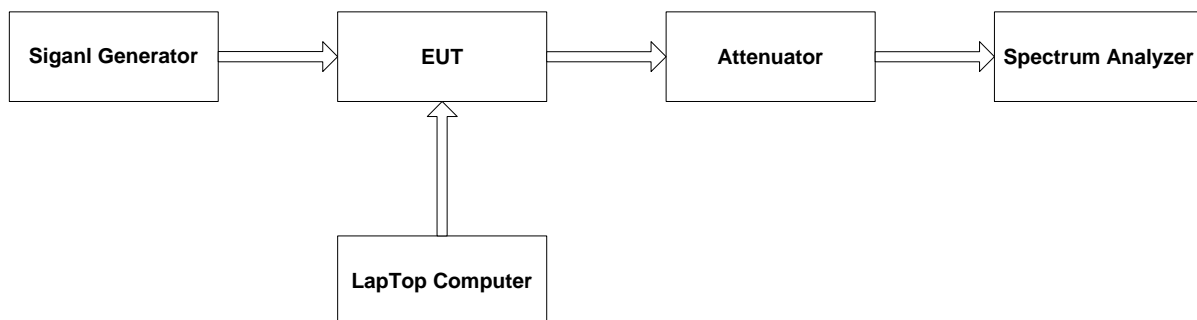 Siganl Generator
EUT
Attenuator
Spectrum Analyzer
LapTop Computer